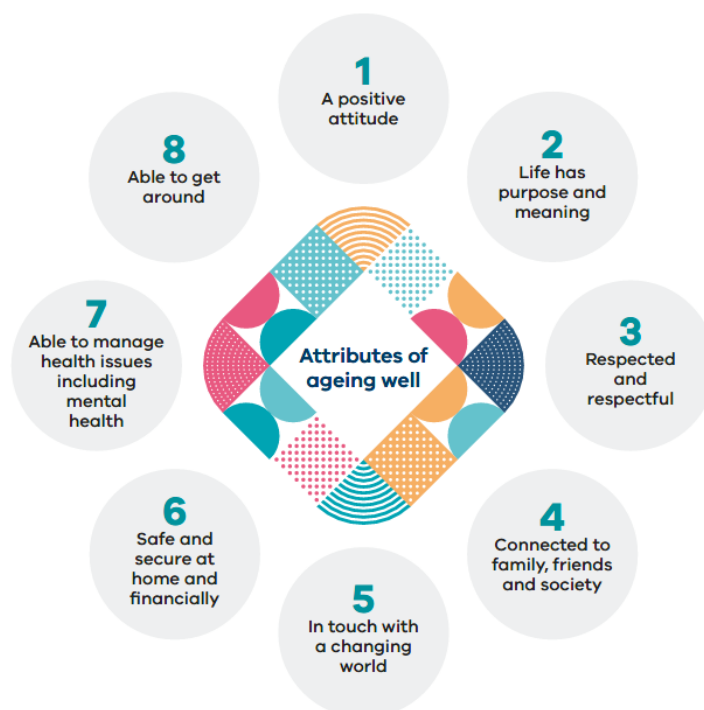 Attributes of
ageing well
1
A positive
attitude
2
Life has
purpose and
meaning
3
Respected
and
respectful
4
Connected to
family, friends
and society
5
In touch with
a changing
world
6
Safe and
secure at
home and
financially
7
Able to manage
health issues
including
mental
health
8
Able to get
around